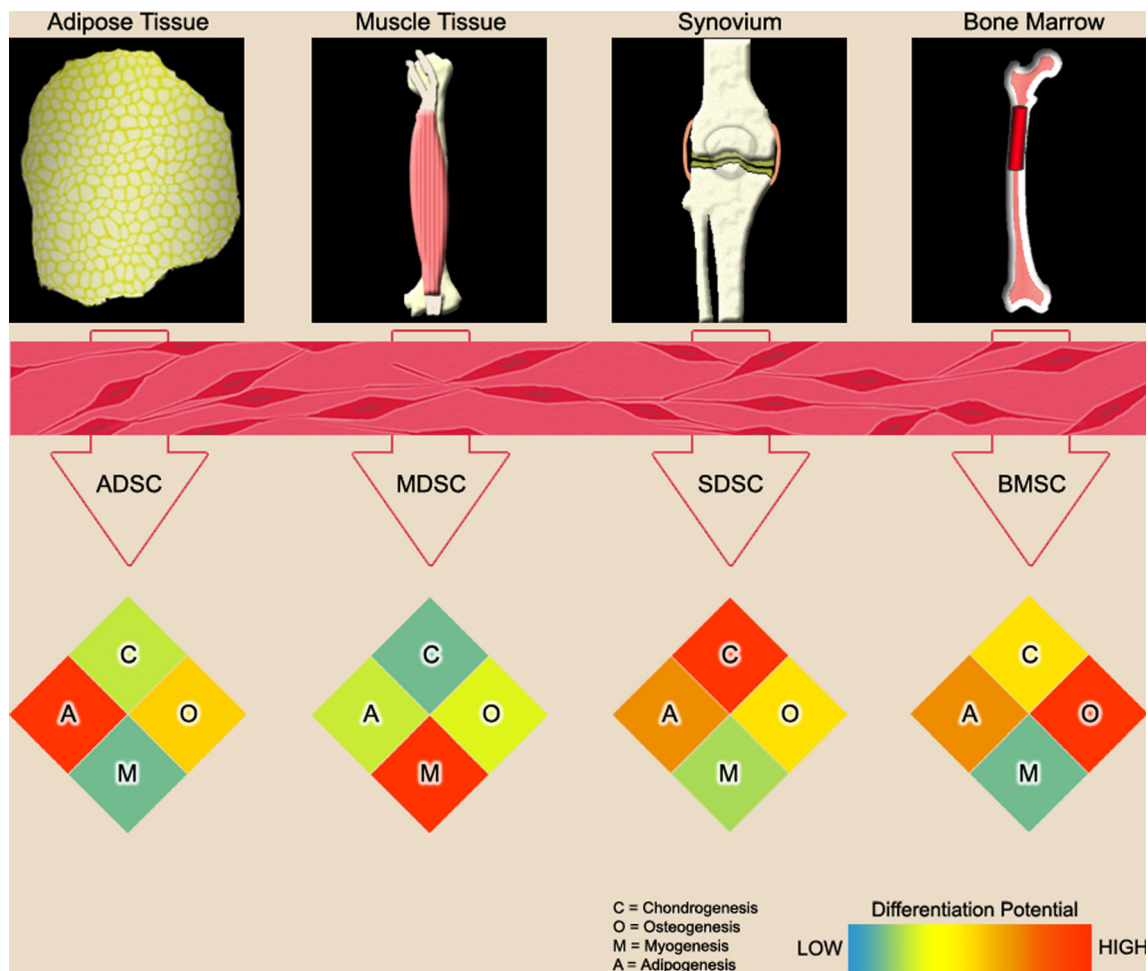 Adipose Tissue
Muscle Tissue
Synovium
Bone Marrow
ADSC
MDSC
SDSC
BMSC
C
A
O
M
C
A
O
M
C
A
O
M
C
A
O
M
C = Chondrogenesis
O = Osteogenesis
M = Myogenesis
A = Adipogenesis
Differentiation Potential
LOW
HIGH